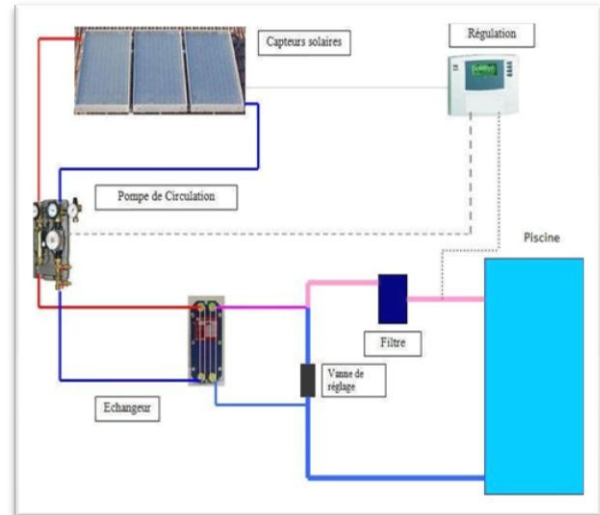 Capteurs solaires
Régulation
Pompe de Circulation
Piscine
Filtre
Vanne de
réglage
Echangeur